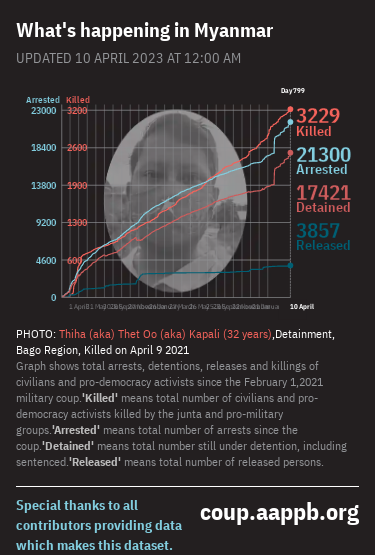 What's happening in Myanmar
UPDATED 10 APRIL 2023 AT 12:00 AM
Day799
Arrested Killed
23000 3200
18400 2600
13800 1900
9200 1300
4600 600
0
3229
Killed
21300
Arrested
17421
Detained
3857
Released
10 April
PHOTO: Thiha (aka) Thet Oo (aka) Kapali (32 years),Detainment,
Bago Region, Killed on April 9 2021
Graph shows total arrests, detentions, releases and killings of
civilians and pro-democracy activists since the February 1,2021
military coup.'Killed' means total number of civilians and pro-
democracy activists killed by the junta and pro-military
groups.'Arrested' means total number of arrests since the
coup.'Detained' means total number still under detention, including
sentenced.'Released' means total number of released persons.
Special thanks to all
contributors providing data
which makes this dataset.
coup.aappb.org